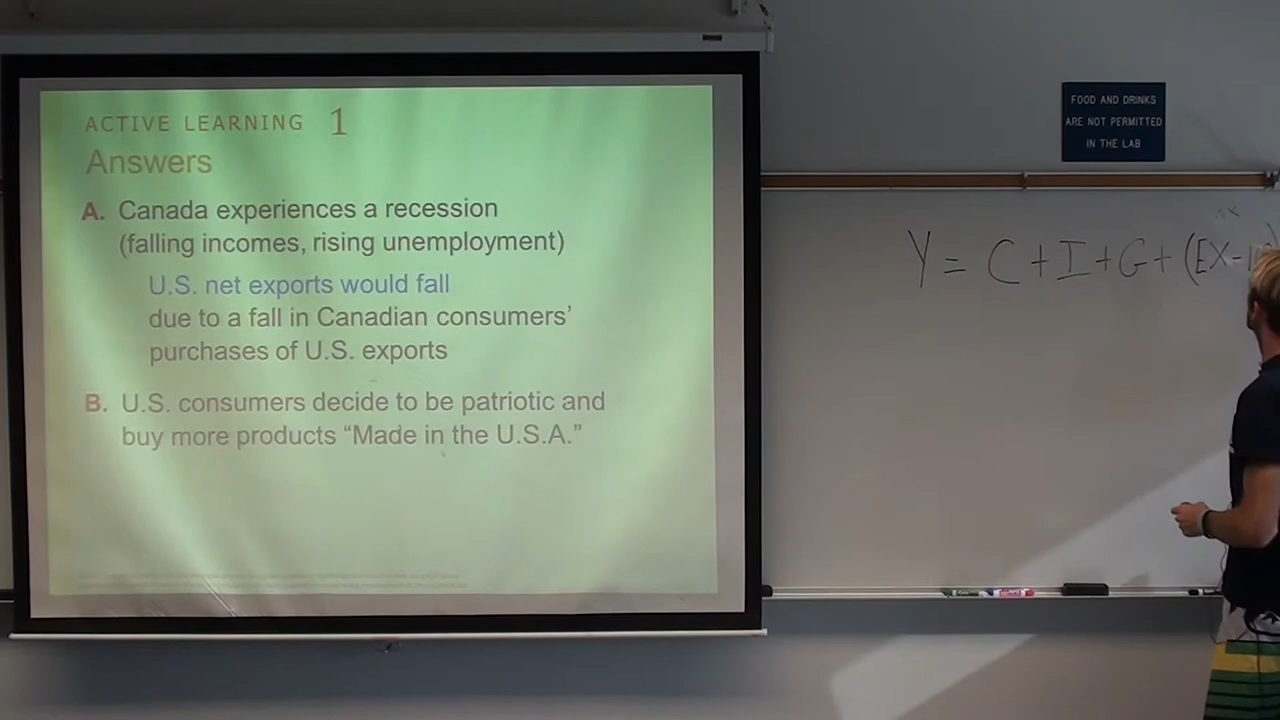 ACTIVE LEARNING 1
Answers
A. Canada experiences a recession
(falling incomes, rising unemployment)
U.S. net exports would fall
due to a fall in Canadian consumers'
purchases of U.S. exports
B. U.S. consumers decide to be patriotic and
buy more products “Made in the U.S.A.”
FOOD AND DRINKS
ARE NOT PERMITTED
IN THE LAB
Y = C + I + G + (EX -